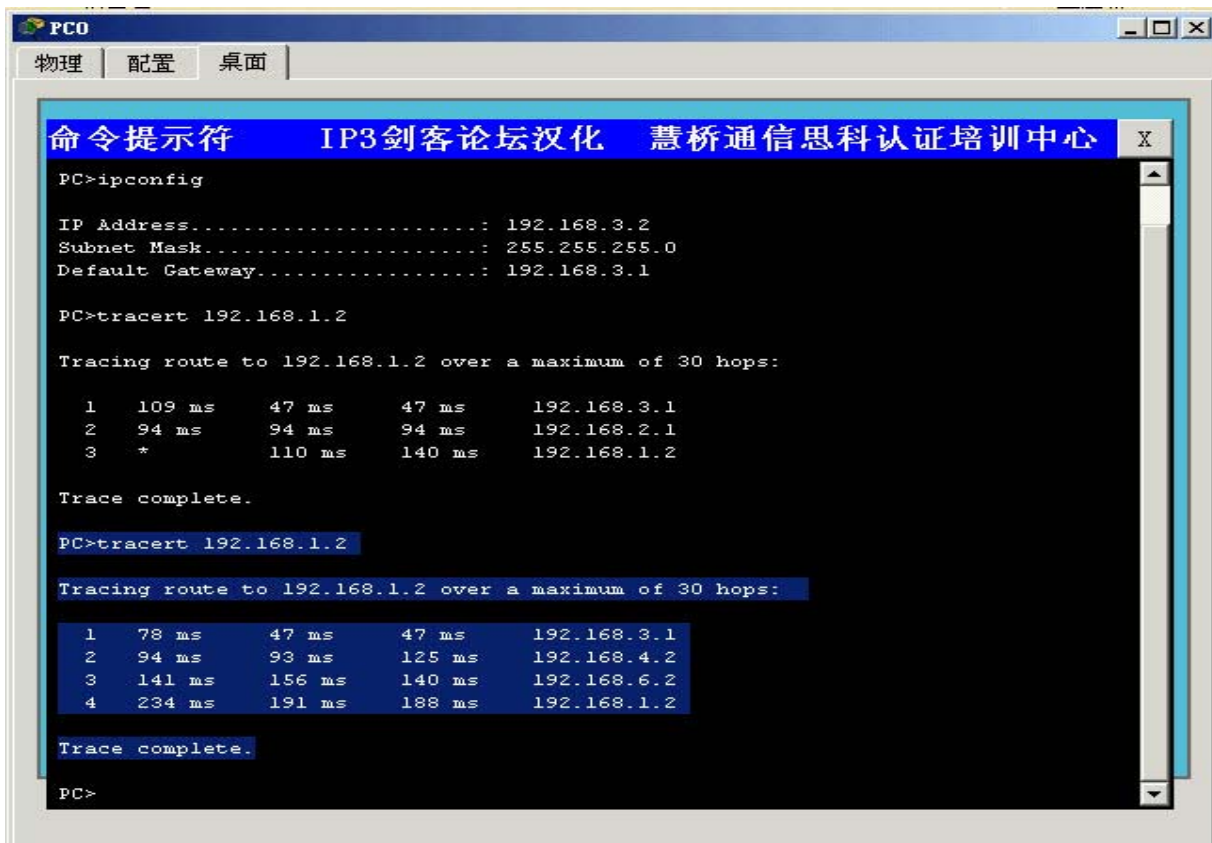 PC0
物理 配置 桌面
命令提示符 IP3剑客论坛汉化 慧桥通信思科认证培训中心 X
PC>ipconfig
IP Address......................: 192.168.3.2
Subnet Mask.....................: 255.255.255.0
Default Gateway.................: 192.168.3.1
PC>tracert 192.168.1.2
Tracing route to 192.168.1.2 over a maximum of 30 hops:
1 109 ms 47 ms 47 ms 192.168.3.1
2 94 ms 94 ms 94 ms 192.168.2.1
3 * 110 ms 140 ms 192.168.1.2
Trace complete.
PC>tracert 192.168.1.2
Tracing route to 192.168.1.2 over a maximum of 30 hops:
1 78 ms 47 ms 47 ms 192.168.3.1
2 94 ms 93 ms 125 ms 192.168.4.2
3 141 ms 156 ms 140 ms 192.168.6.2
4 234 ms 191 ms 188 ms 192.168.1.2
Trace complete.
PC>